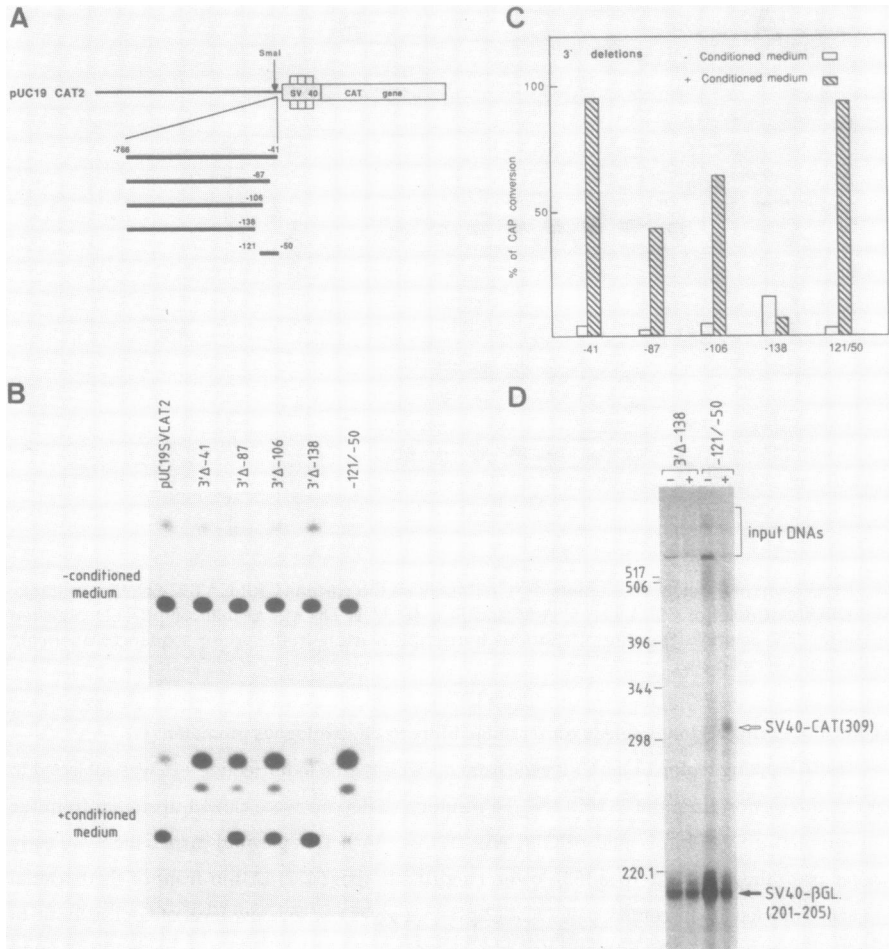 A
SmaI
pUC19 CAT2
SV 40
CAT gene
-788
-41
-87
-106
-138
-121
-50
B
pUC19SVCAT2
3'Δ-41
3'Δ-87
3'Δ-106
3'Δ-138
-121/-50
-conditioned
medium
+conditioned
medium
C
3` deletions
- Conditioned medium
+ Conditioned medium
100
50
% of CAP conversion
-41
-87
-106
-138
121/50
D
3'Δ-138
-121/-50
- + - +
input DNAs
517
506
396
344
298
220.1
SV40-CAT(309)
SV40-βGL.
(201-205)